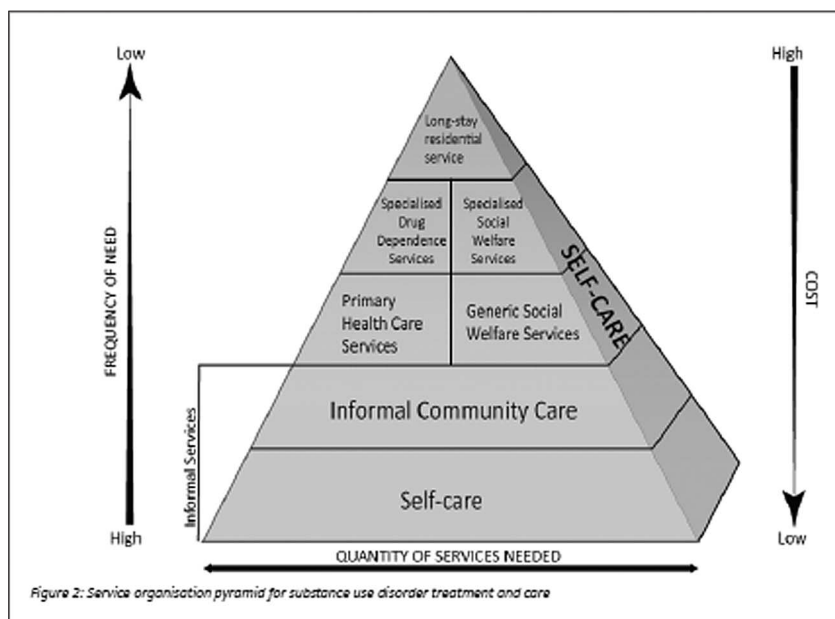 Low
High
Long-stay
residential
service
Specialised
Drug
Dependence
Services
Specialised
Social
Welfare
Services
SELF-CARE
FREQUENCY OF NEED
COST
Primary
Health Care
Services
Generic Social
Welfare Services
Informal Services
Informal Community Care
Self-care
High
Low
QUANTITY OF SERVICES NEEDED
Figure 2: Service organisation pyramid for substance use disorder treatment and care